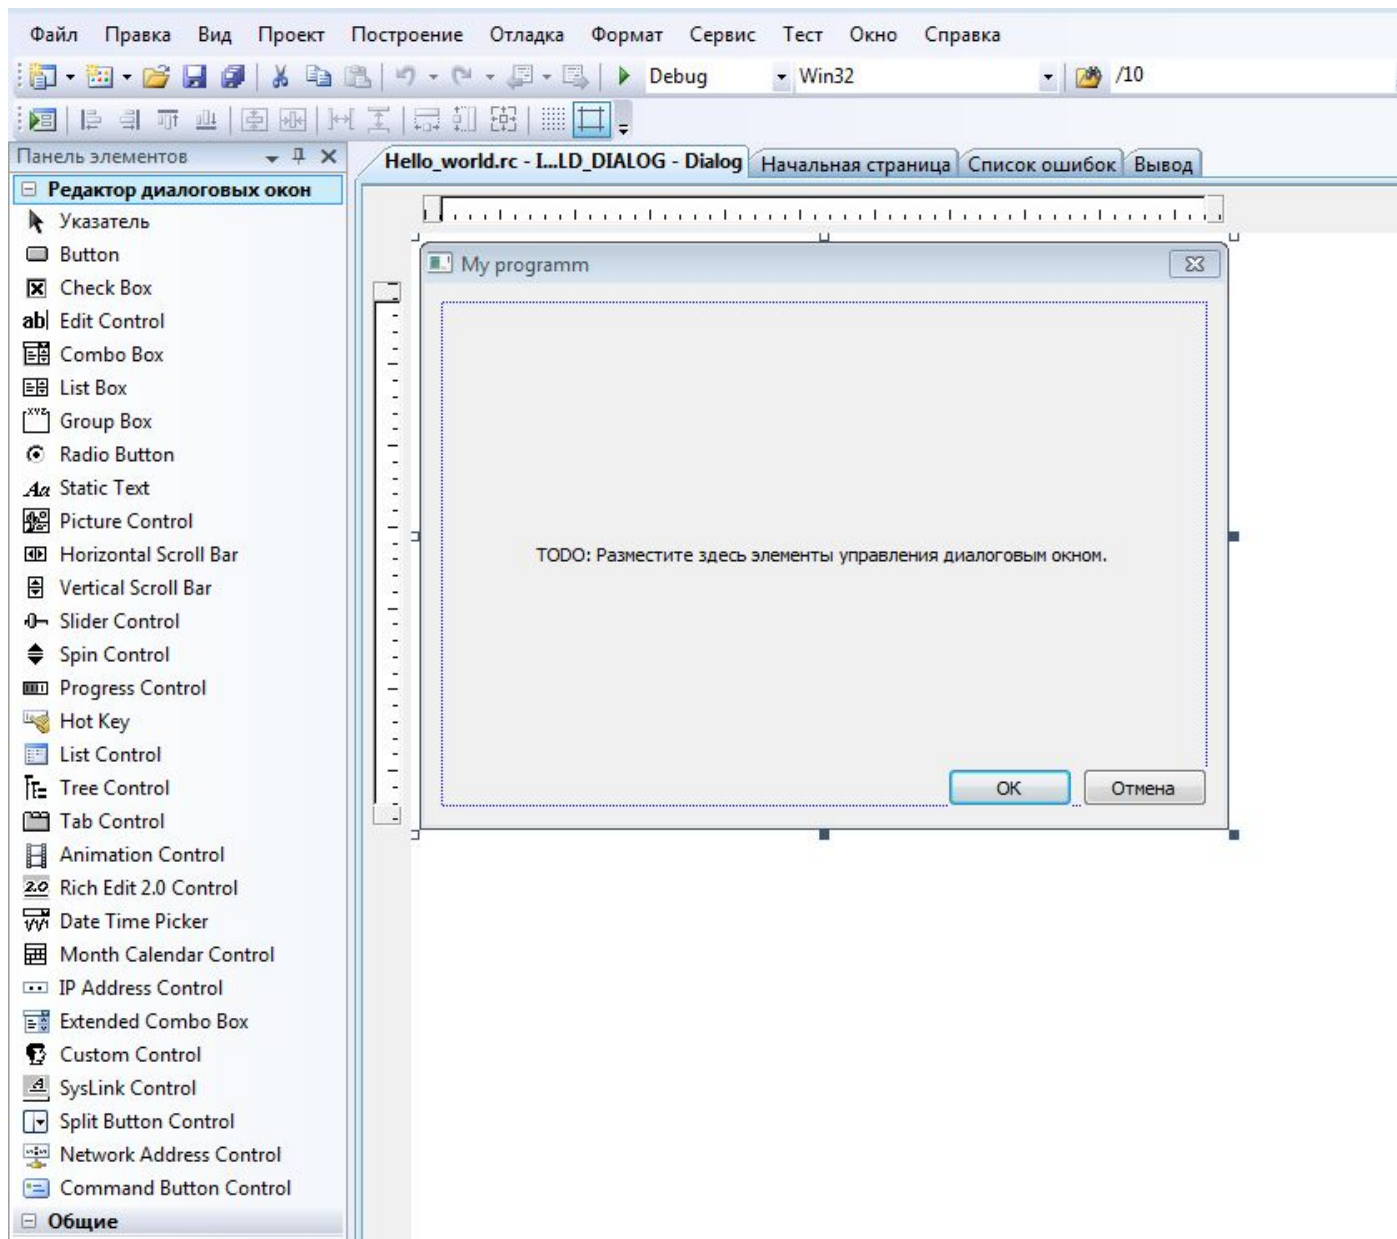 Файл Правка Вид Проект Построение Отладка Формат Сервис Тест Окно Справка
Debug Win32 /10
Панель элементов
Hello_world.rc - I...LD_DIALOG - Dialog Начальная страница Список ошибок Вывод
Редактор диалоговых окон
Указатель
Button
Check Box
ab| Edit Control
Combo Box
List Box
xyz Group Box
Radio Button
Aa Static Text
Picture Control
Horizontal Scroll Bar
Vertical Scroll Bar
Slider Control
Spin Control
Progress Control
Hot Key
List Control
Tree Control
Tab Control
Animation Control
2.0 Rich Edit 2.0 Control
Date Time Picker
Month Calendar Control
IP Address Control
Extended Combo Box
Custom Control
A SysLink Control
Split Button Control
Network Address Control
Command Button Control
Общие
My programm
TODO: Разместите здесь элементы управления диалоговым окном.
ОК Отмена